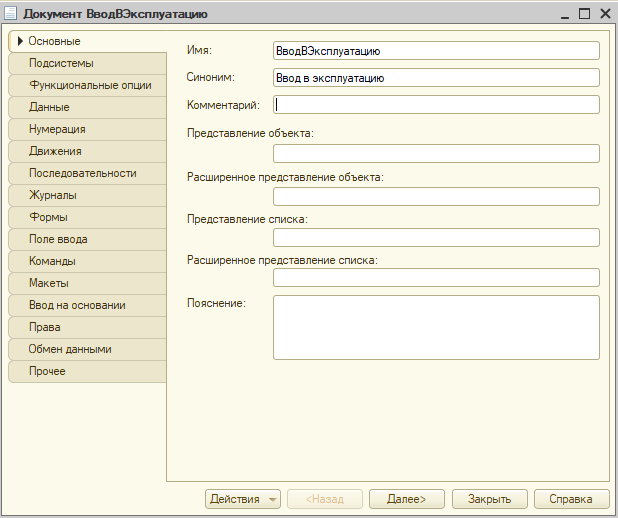 Документ ВводВЭксплуатацию
Основные
Подсистемы
Функциональные опции
Данные
Нумерация
Движения
Последовательности
Журналы
Формы
Поле ввода
Команды
Макеты
Ввод на основании
Права
Обмен данными
Прочее
Имя: ВводВЭксплуатацию
Синоним: Ввод в эксплуатацию
Комментарий:
Представление объекта:
Расширенное представление объекта:
Представление списка:
Расширенное представление списка:
Пояснение:
Действия <Назад Далее> Закрыть Справка